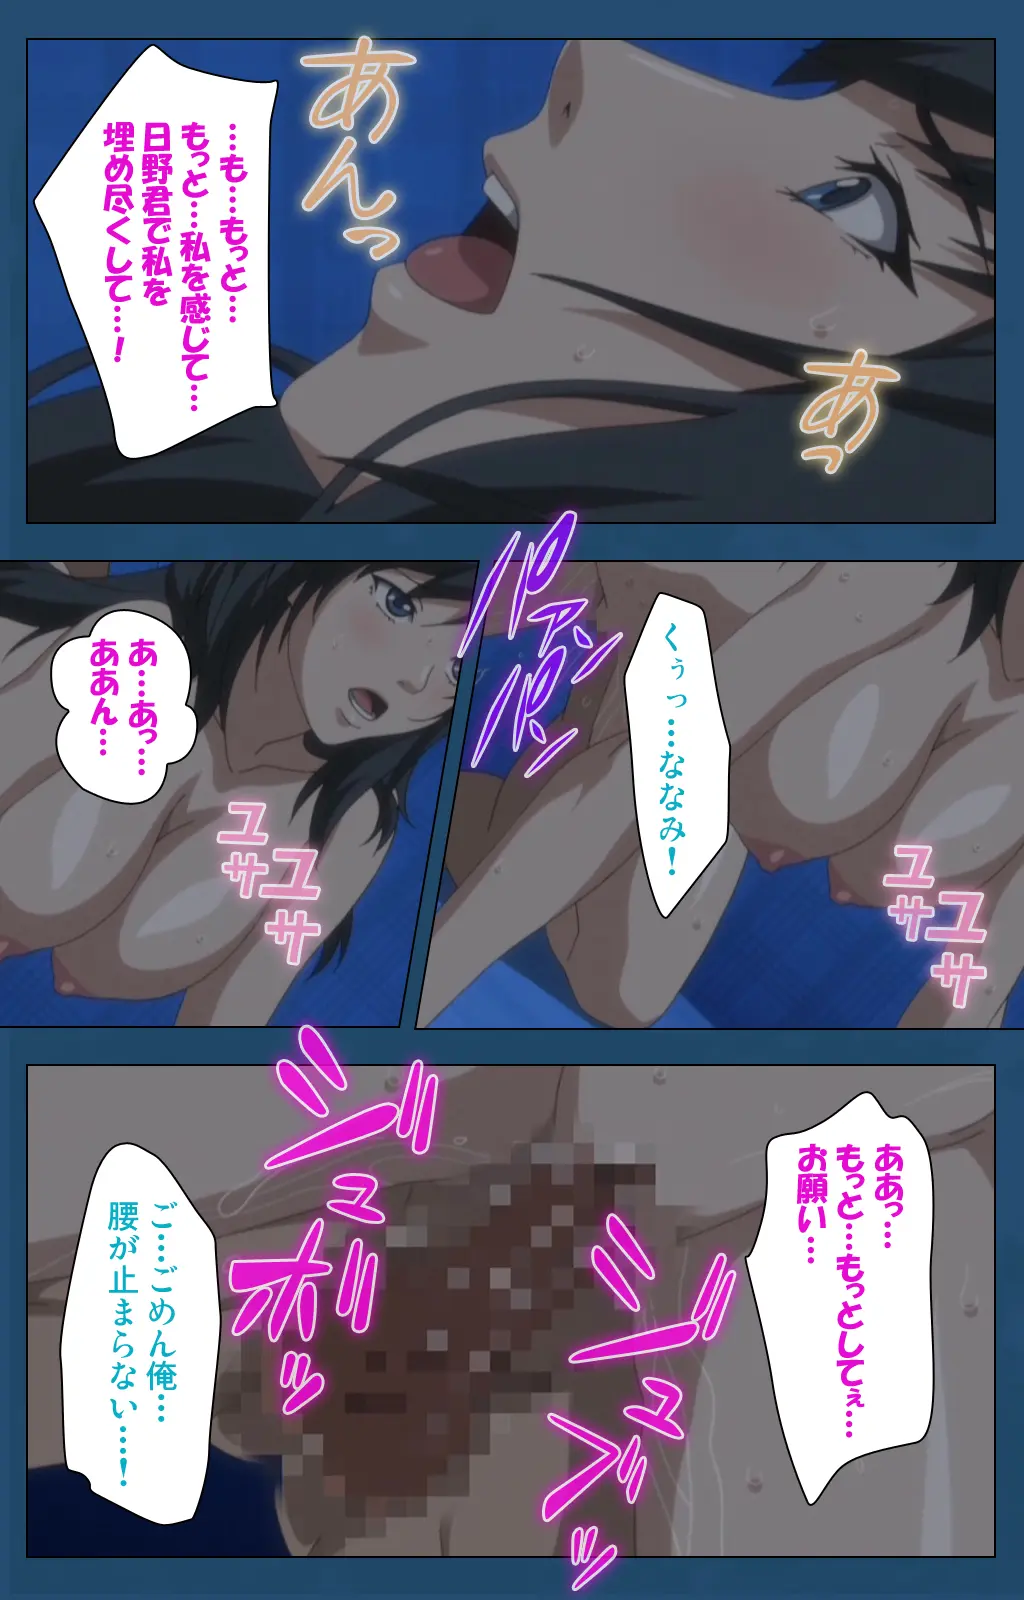 …も…もっと…
もっと…私を感じて…
日野君で私を
埋め尽くして…！
あんっ
あっ
パァン
パン
くぅっ…ななみ！
ユサ
ユサ
あ…あっ…
ああん…
ユサ
ユサ
ああっ…
もっと…もっとしてぇ…
お願い…
ジュ
ボッ
ジュ
ボッ
ご…ごめん俺…
腰が止まらない…！